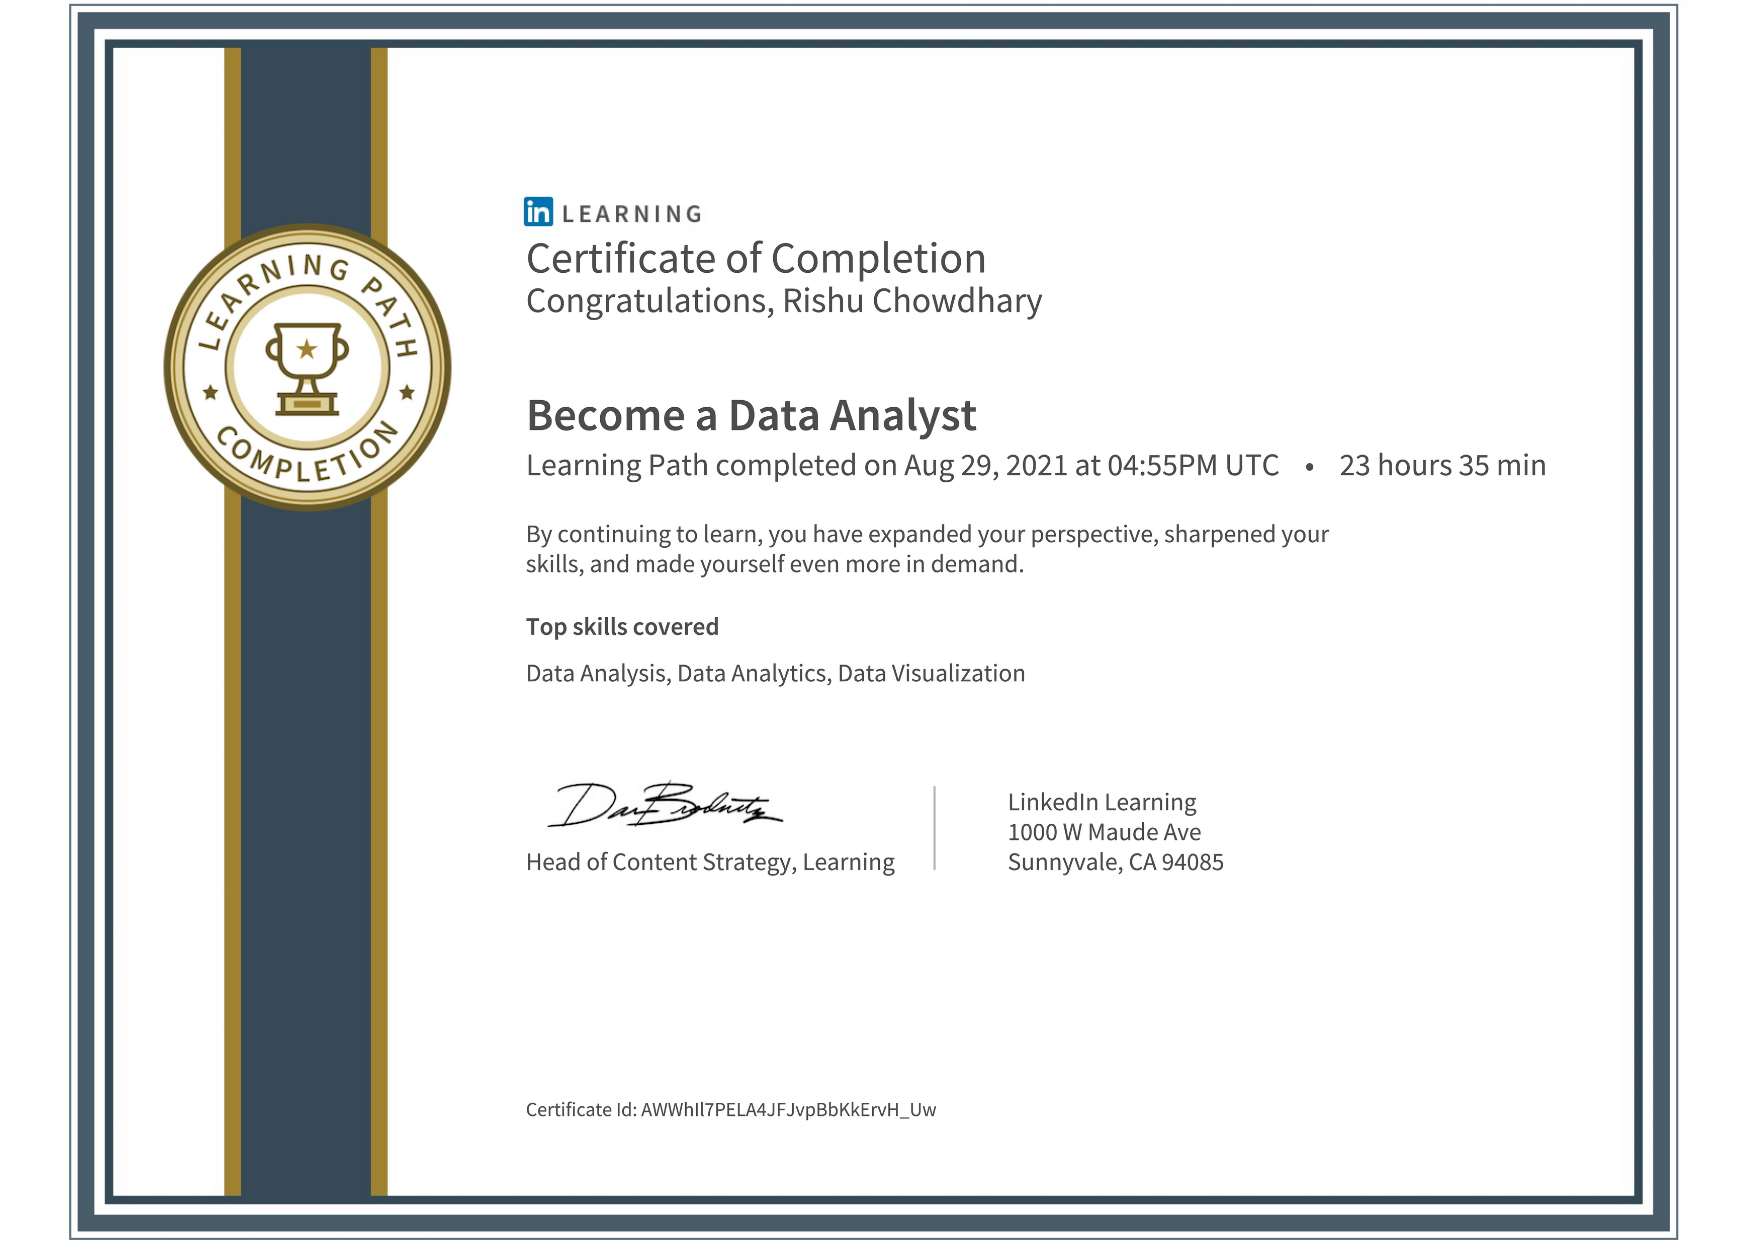 LEARNING PATH
COMPLETION
in LEARNING
Certificate of Completion
Congratulations, Rishu Chowdhary
Become a Data Analyst
Learning Path completed on Aug 29, 2021 at 04:55PM UTC • 23 hours 35 min
By continuing to learn, you have expanded your perspective, sharpened your
skills, and made yourself even more in demand.
Top skills covered
Data Analysis, Data Analytics, Data Visualization
Head of Content Strategy, Learning
LinkedIn Learning
1000 W Maude Ave
Sunnyvale, CA 94085
Certificate Id: AWWhIl7PELA4JFJvpBbKkErvH_Uw